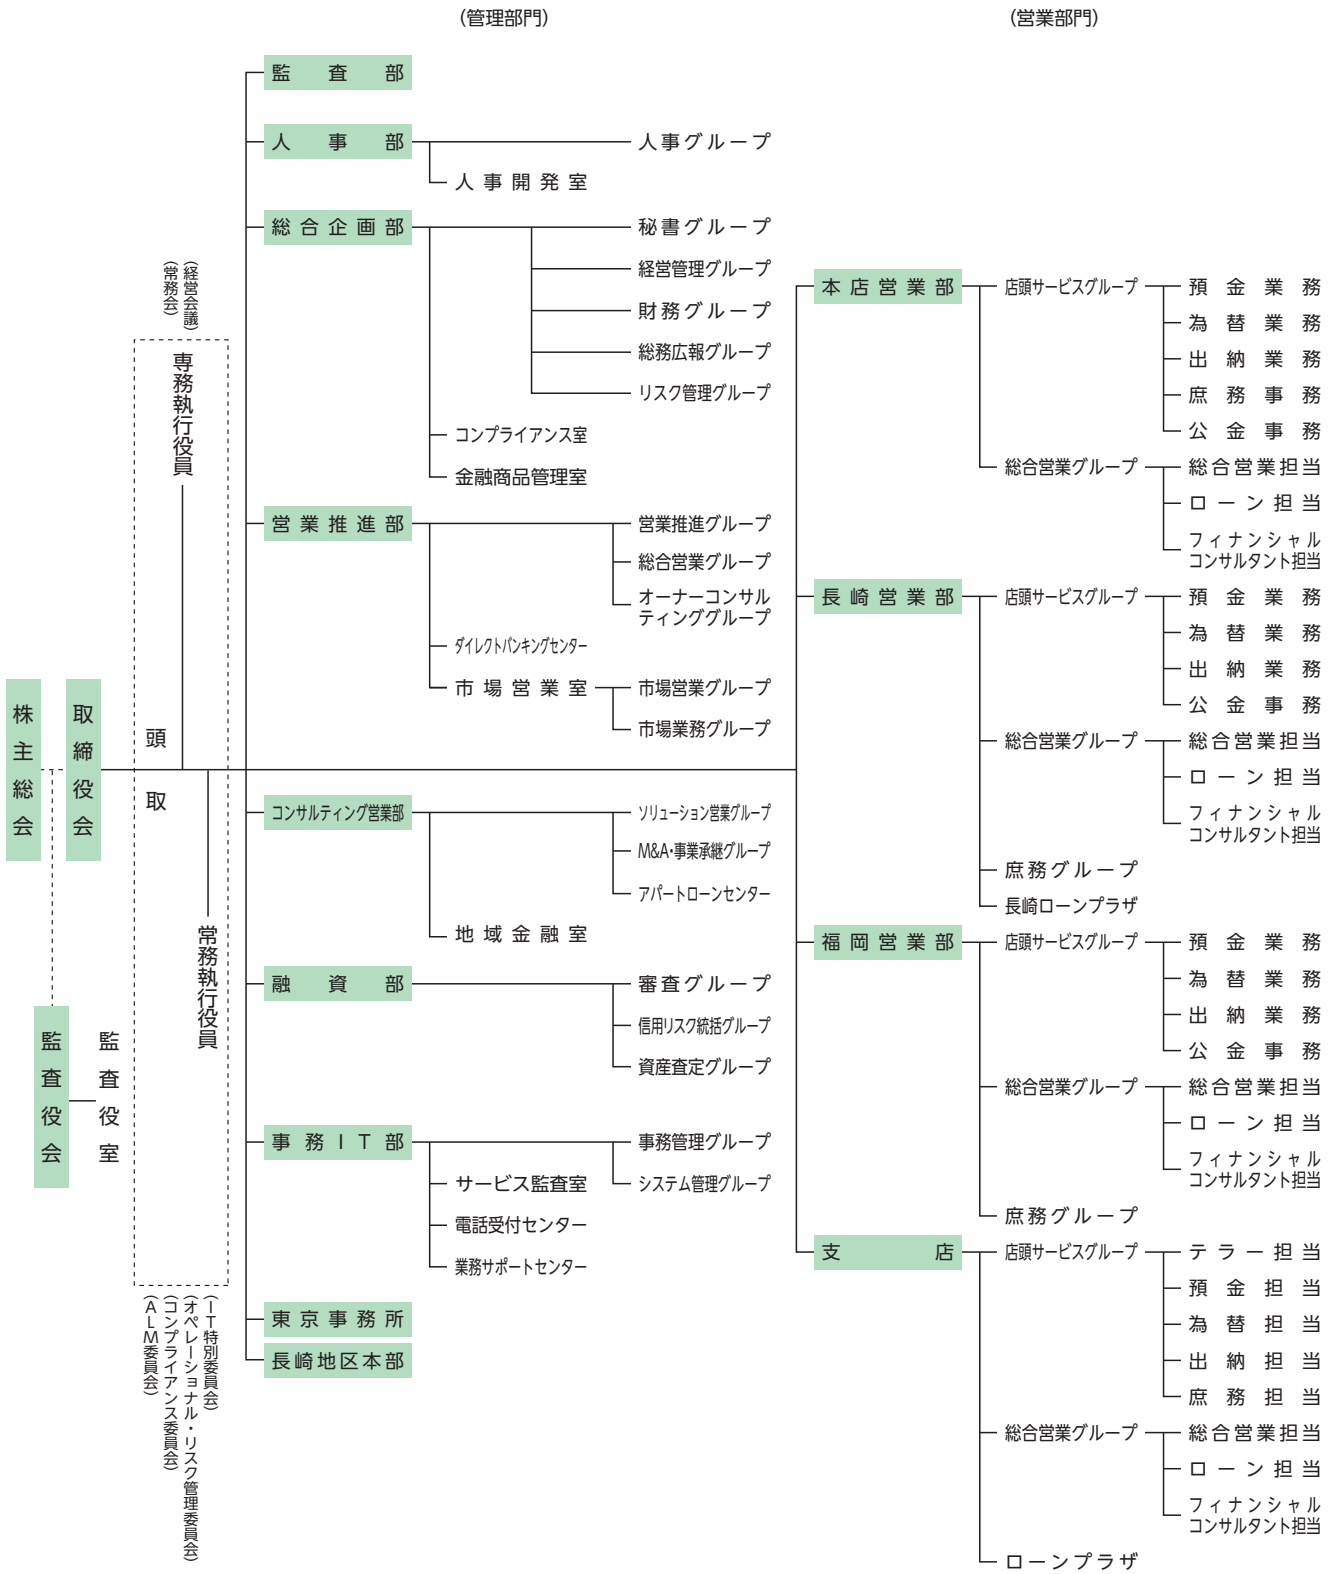 (管理部門)
(営業部門)
株主総会
取締役会
監査役会
監査役室
頭取
(経営会議)
(常務会)
専務執行役員
常務執行役員
(IT特別委員会)
(オペレーショナル・リスク管理委員会)
(コンプライアンス委員会)
(ALM委員会)
監査部
人事部
人事グループ
人事開発室
総合企画部
秘書グループ
経営管理グループ
財務グループ
総務広報グループ
リスク管理グループ
コンプライアンス室
金融商品管理室
営業推進部
営業推進グループ
総合営業グループ
オーナーコンサル
ティンググループ
ダイレクトバンキングセンター
市場営業室
市場営業グループ
市場業務グループ
コンサルティング営業部
ソリューション営業グループ
M&A・事業承継グループ
アパートローンセンター
地域金融室
融資部
審査グループ
信用リスク統括グループ
資産査定グループ
事務IT部
事務管理グループ
システム管理グループ
サービス監査室
電話受付センター
業務サポートセンター
東京事務所
長崎地区本部
本店営業部
店頭サービスグループ
預金業務
為替業務
出納業務
庶務事務
公金事務
総合営業グループ
総合営業担当
ローン担当
フィナンシャル
コンサルタント担当
長崎営業部
店頭サービスグループ
預金業務
為替業務
出納業務
公金事務
総合営業グループ
総合営業担当
ローン担当
フィナンシャル
コンサルタント担当
庶務グループ
長崎ローンプラザ
福岡営業部
店頭サービスグループ
預金業務
為替業務
出納業務
公金事務
総合営業グループ
総合営業担当
ローン担当
フィナンシャル
コンサルタント担当
庶務グループ
支店
店頭サービスグループ
テラー担当
預金担当
為替担当
出納担当
庶務担当
総合営業グループ
総合営業担当
ローン担当
フィナンシャル
コンサルタント担当
ローンプラザ